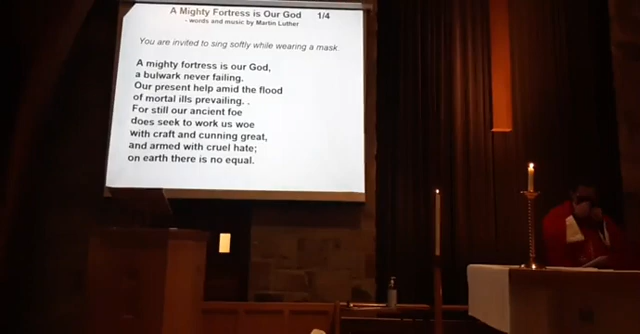 A Mighty Fortress is Our God 1/4
- words and music by Martin Luther
You are invited to sing softly while wearing a mask.
A mighty fortress is our God,
a bulwark never failing.
Our present help amid the flood
of mortal ills prevailing. .
For still our ancient foe
does seek to work us woe
with craft and cunning great,
and armed with cruel hate;
on earth there is no equal.